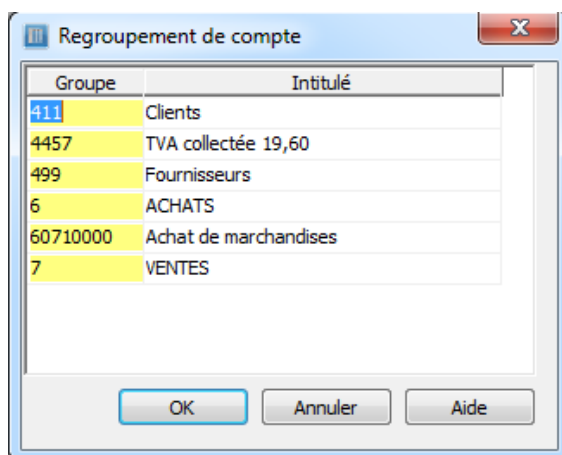 Regroupement de compte
Groupe Intitulé
411 Clients
4457 TVA collectée 19,60
499 Fournisseurs
6 ACHATS
60710000 Achat de marchandises
7 VENTES
OK Annuler Aide